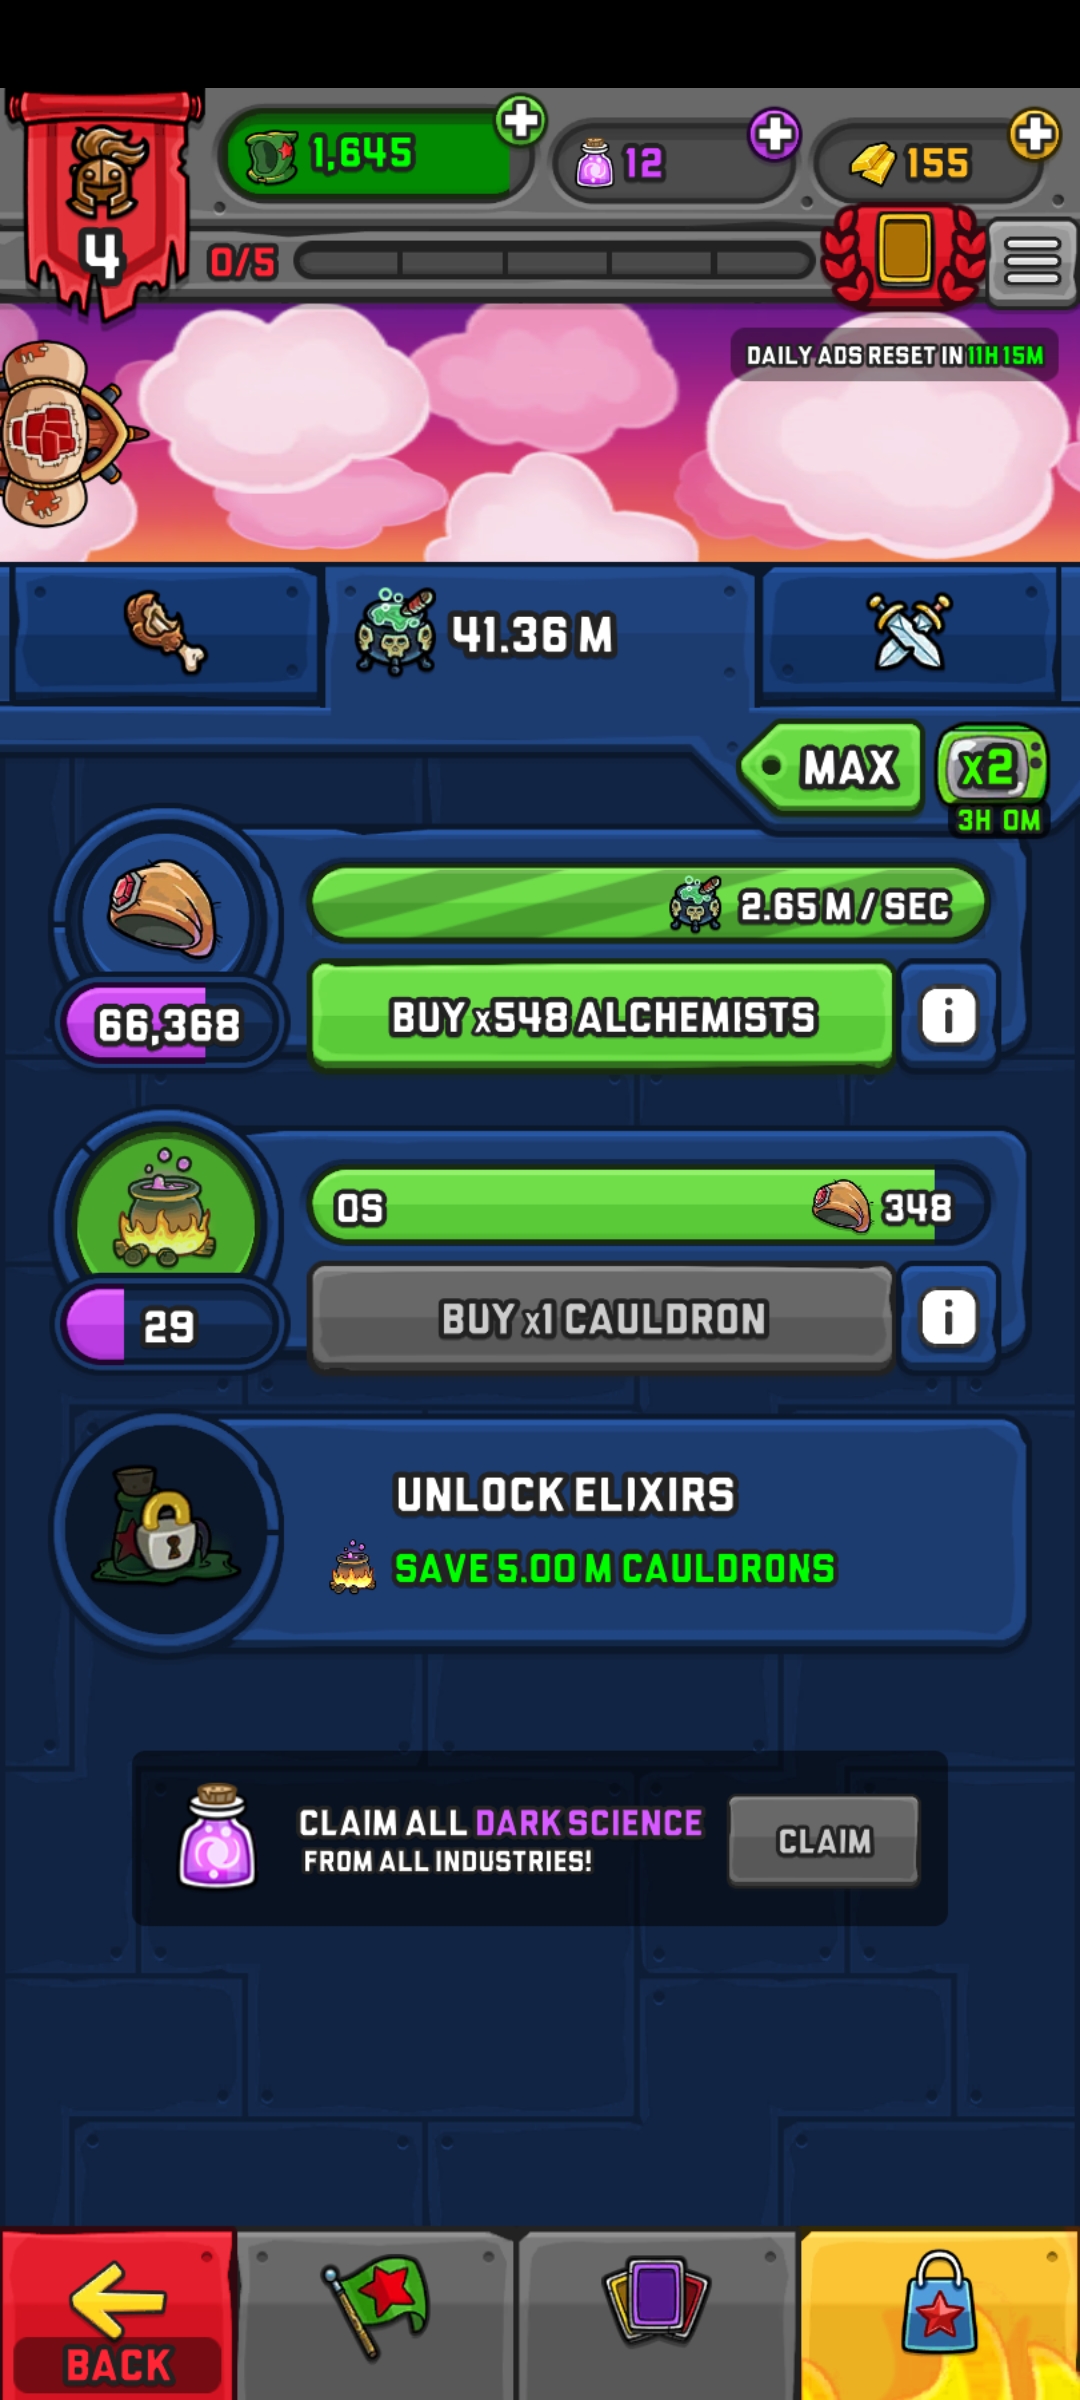 1,645
12
155
4
0/5
DAILY ADS RESET IN 11H 15M
41.36 M
MAX
x2
3H 0M
2.65 M / SEC
66,368
BUY x548 ALCHEMISTS
i
0S
348
29
BUY x1 CAULDRON
i
UNLOCK ELIXIRS
SAVE 5.00 M CAULDRONS
CLAIM ALL DARK SCIENCE
FROM ALL INDUSTRIES!
CLAIM
BACK